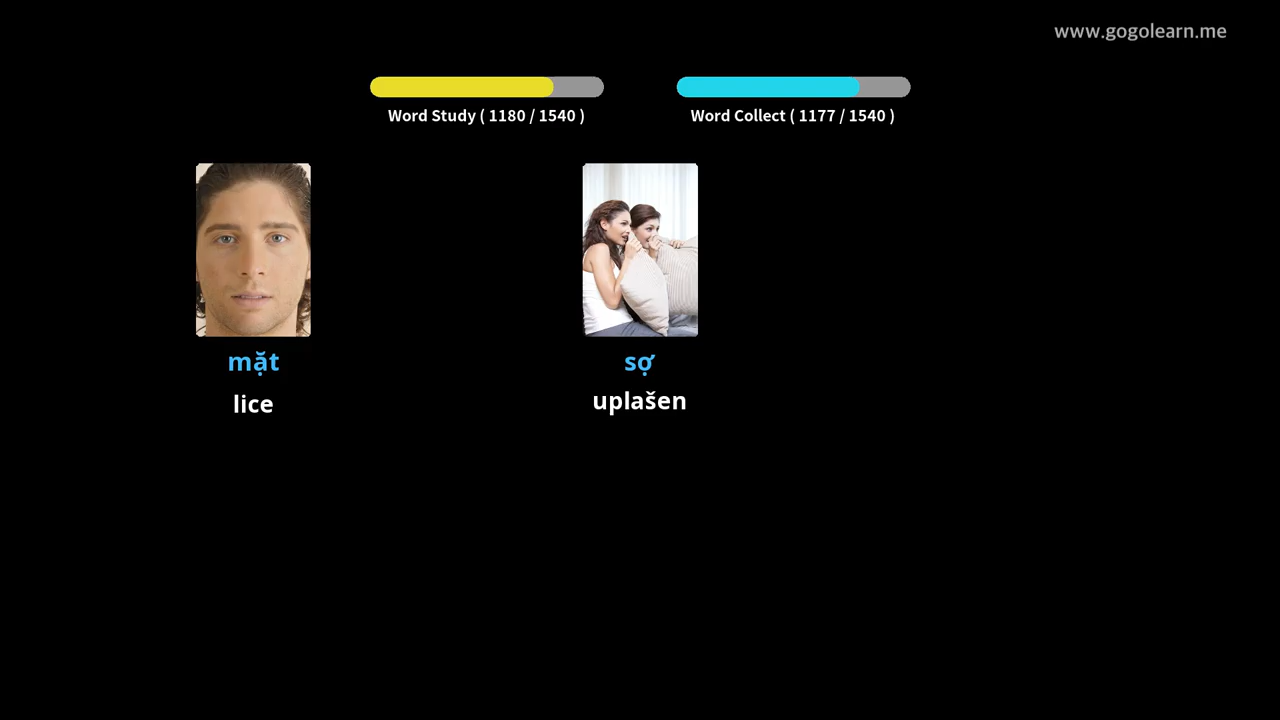 www.gogolearn.me
Word Study ( 1180 / 1540 )
Word Collect ( 1177 / 1540 )
mặt
lice
sợ
uplašen